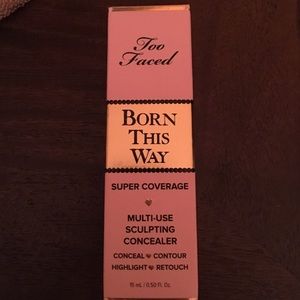 Too
Faced
BORN
THIS
WAY
SUPER COVERAGE
MULTI-USE
SCULPTING
CONCEALER
CONCEAL CONTOUR
HIGHLIGHT RETOUCH
15 mL / 0.50 Fl. Oz.